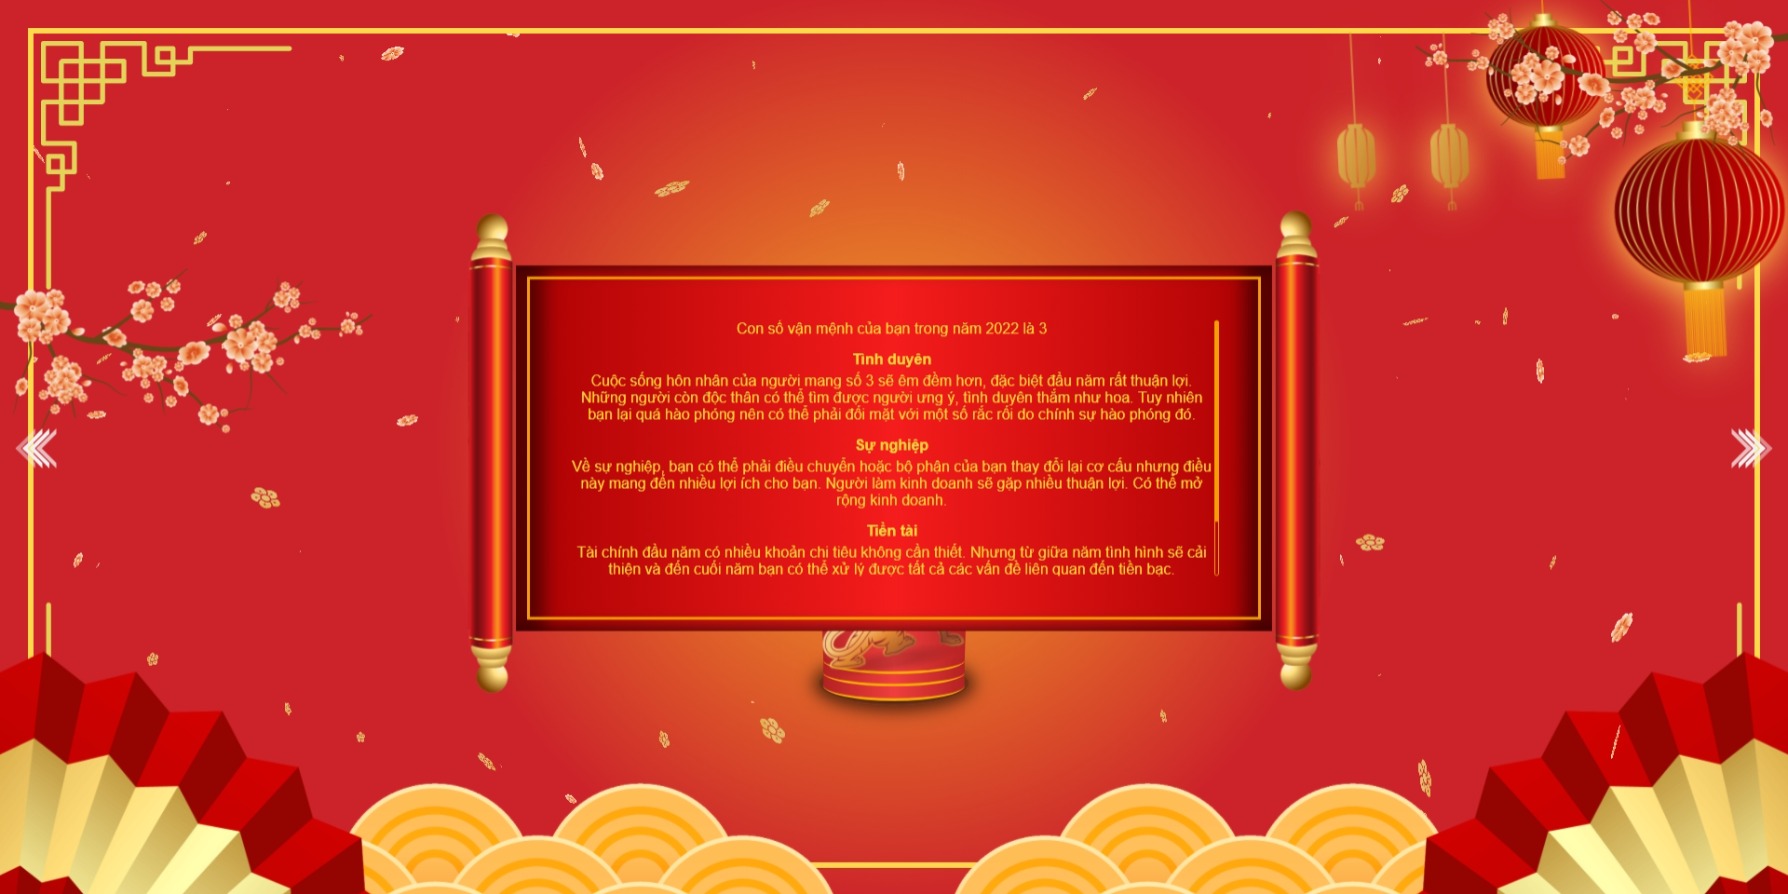 Con số vận mệnh của bạn trong năm 2022 là 3
Tình duyên
Cuộc sống hôn nhân của người mang số 3 sẽ êm đềm hơn, đặc biệt đầu năm rất thuận lợi.
Những người còn độc thân có thể tìm được người ưng ý, tình duyên thắm như hoa. Tuy nhiên
bạn lại quá hào phóng nên có thể phải đối mặt với một số rắc rối do chính sự hào phóng đó.
Sự nghiệp
Về sự nghiệp, bạn có thể phải điều chuyển hoặc bộ phận của bạn thay đổi lại cơ cấu nhưng điều
này mang đến nhiều lợi ích cho bạn. Người làm kinh doanh sẽ gặp nhiều thuận lợi. Có thể mở
rộng kinh doanh.
Tiền tài
Tài chính đầu năm có nhiều khoản chi tiêu không cần thiết. Nhưng từ giữa năm tình hình sẽ cải
thiện và đến cuối năm bạn có thể xử lý được tất cả các vấn đề liên quan đến tiền bạc.